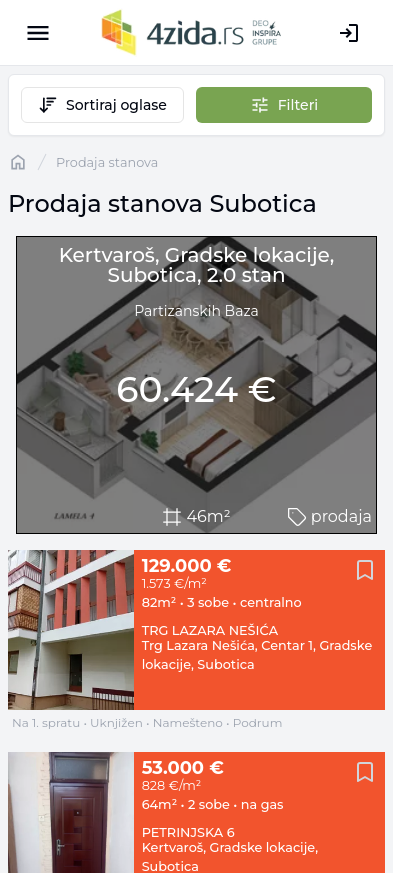 4zida.rs
DEO
INSPIRA
GRUPE
Sortiraj oglase
Filteri
/ Prodaja stanova
Prodaja stanova Subotica
Kertvaroš, Gradske lokacije,
Subotica, 2.0 stan
Partizanskih Baza
60.424 €
LAMELA 4
46m²
prodaja
129.000 €
1.573 €/m²
82m² • 3 sobe • centralno
TRG LAZARA NEŠIĆA
Trg Lazara Nešića, Centar 1, Gradske
lokacije, Subotica
Na 1. spratu • Uknjižen • Namešteno • Podrum
53.000 €
828 €/m²
64m² • 2 sobe • na gas
PETRINJSKA 6
Kertvaroš, Gradske lokacije,
Subotica